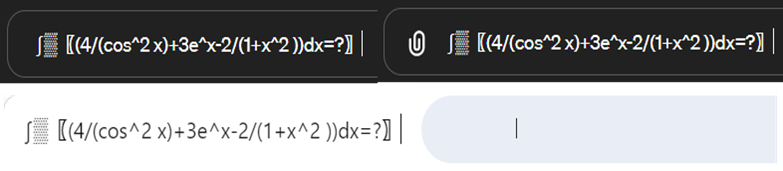 ∫▒〖(4/(cos^2 x)+3e^x-2/(1+x^2 ))dx=?〗
∫▒〖(4/(cos^2 x)+3e^x-2/(1+x^2 ))dx=?〗
∫▒〖(4/(cos^2 x)+3e^x-2/(1+x^2 ))dx=?〗